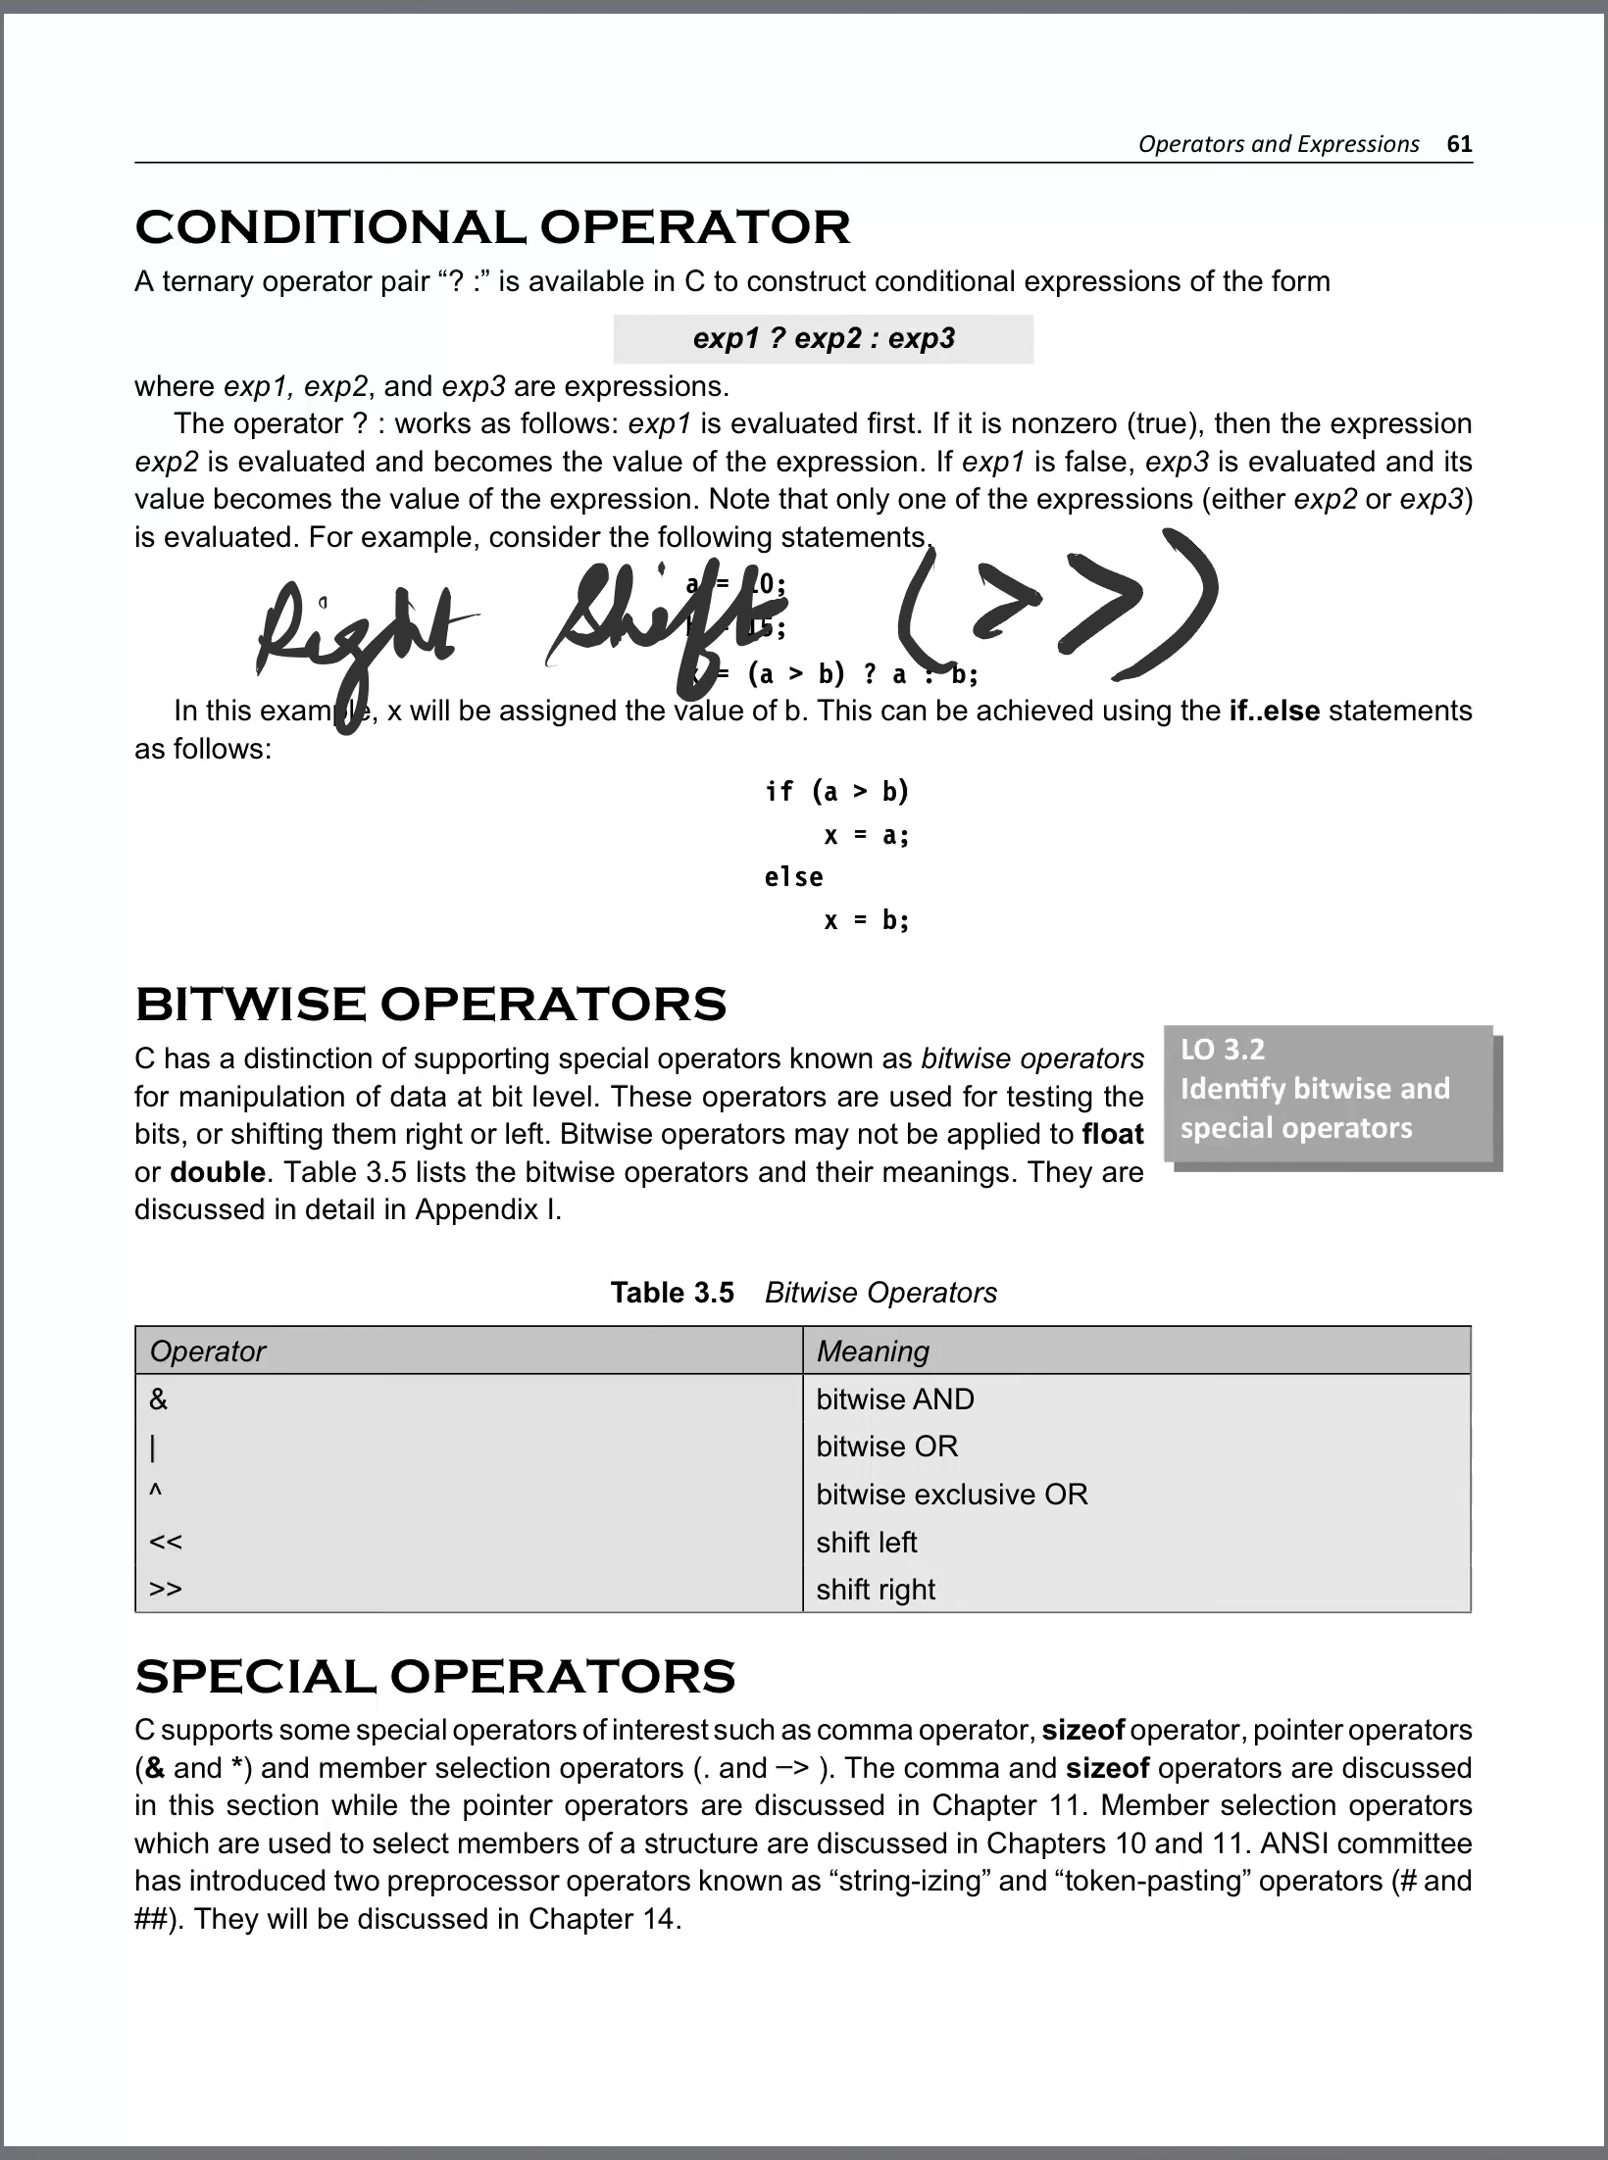 Operators and Expressions 61
CONDITIONAL OPERATOR
A ternary operator pair “? :” is available in C to construct conditional expressions of the form
exp1 ? exp2 : exp3
where exp1, exp2, and exp3 are expressions.
The operator ? : works as follows: exp1 is evaluated first. If it is nonzero (true), then the expression
exp2 is evaluated and becomes the value of the expression. If exp1 is false, exp3 is evaluated and its
value becomes the value of the expression. Note that only one of the expressions (either exp2 or exp3)
is evaluated. For example, consider the following statements.
Right Shift (>>)
a = 10;
= 15;
x = (a > b) ? a : b;
In this example, x will be assigned the value of b. This can be achieved using the if..else statements
as follows:
if (a > b)
x = a;
else
x = b;
BITWISE OPERATORS
C has a distinction of supporting special operators known as bitwise operators
for manipulation of data at bit level. These operators are used for testing the
bits, or shifting them right or left. Bitwise operators may not be applied to float
or double. Table 3.5 lists the bitwise operators and their meanings. They are
discussed in detail in Appendix I.
LO 3.2
Identify bitwise and
special operators
Table 3.5 Bitwise Operators
Operator Meaning
& bitwise AND
| bitwise OR
^ bitwise exclusive OR
<< shift left
>> shift right
SPECIAL OPERATORS
C supports some special operators of interest such as comma operator, sizeof operator, pointer operators
(& and *) and member selection operators (. and –> ). The comma and sizeof operators are discussed
in this section while the pointer operators are discussed in Chapter 11. Member selection operators
which are used to select members of a structure are discussed in Chapters 10 and 11. ANSI committee
has introduced two preprocessor operators known as “string-izing” and “token-pasting” operators (# and
##). They will be discussed in Chapter 14.